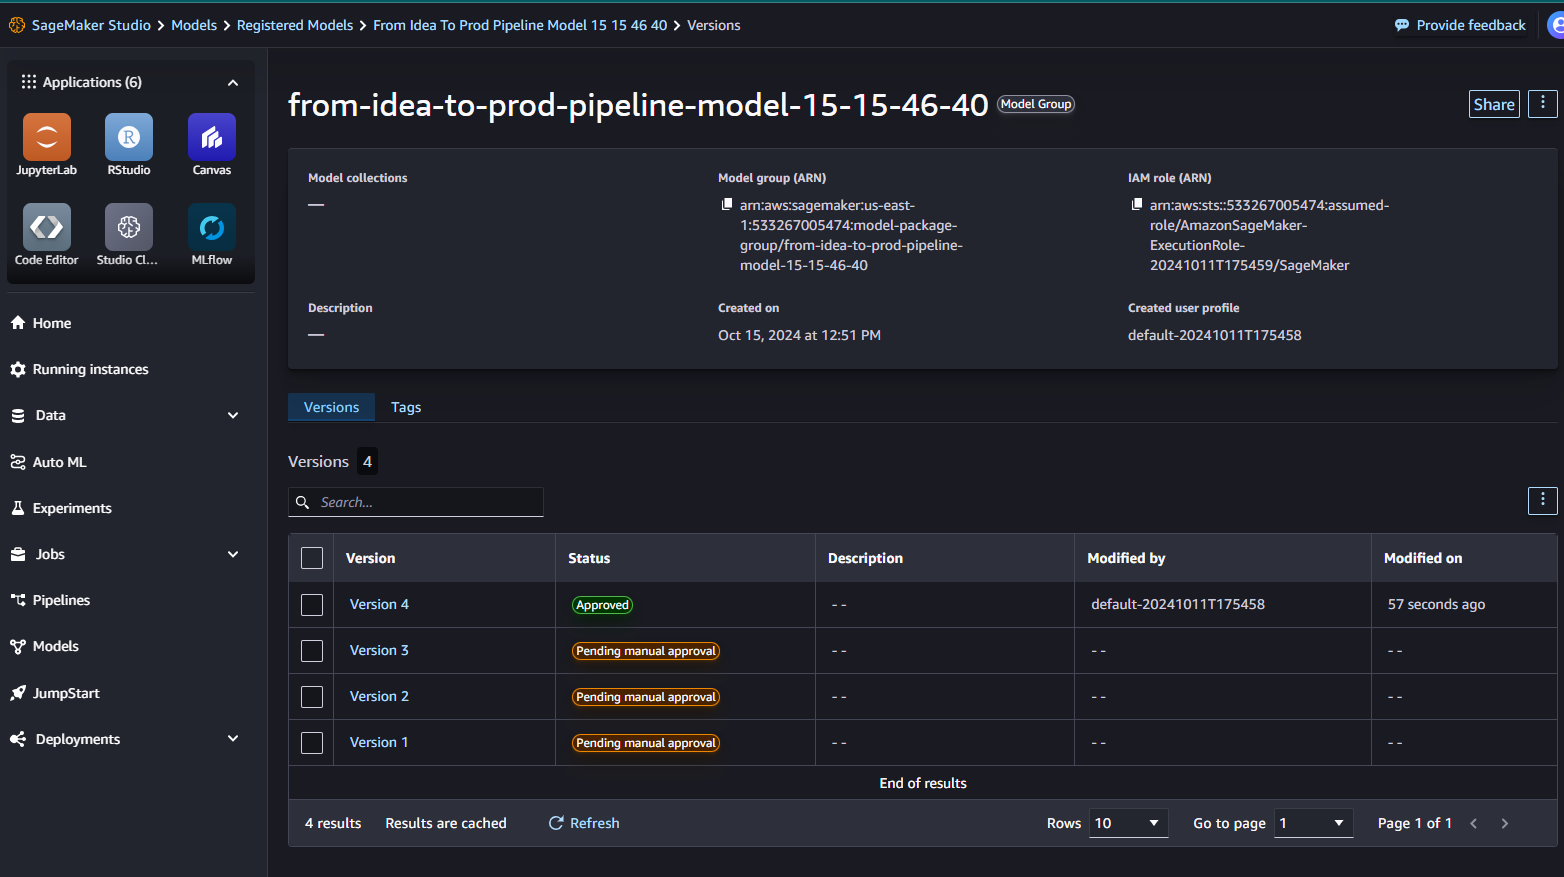 SageMaker Studio > Models > Registered Models > From Idea To Prod Pipeline Model 15 15 46 40 > Versions
Provide feedback
Applications (6)
JupyterLab
RStudio
Canvas
Code Editor
Studio Cl...
MLflow
Home
Running instances
Data
Auto ML
Experiments
Jobs
Pipelines
Models
JumpStart
Deployments
from-idea-to-prod-pipeline-model-15-15-46-40 Model Group
Share
Model collections
—
Model group (ARN)
arn:aws:sagemaker:us-east-
1:533267005474:model-package-
group/from-idea-to-prod-pipeline-
model-15-15-46-40
IAM role (ARN)
arn:aws:sts::533267005474:assumed-
role/AmazonSageMaker-
ExecutionRole-
20241011T175459/SageMaker
Description
—
Created on
Oct 15, 2024 at 12:51 PM
Created user profile
default-20241011T175458
Versions Tags
Versions 4
Search...
Version Status Description Modified by Modified on
Version 4 Approved - - default-20241011T175458 57 seconds ago
Version 3 Pending manual approval - - - - - -
Version 2 Pending manual approval - - - - - -
Version 1 Pending manual approval - - - - - -
End of results
4 results Results are cached Refresh Rows 10 Go to page 1 Page 1 of 1